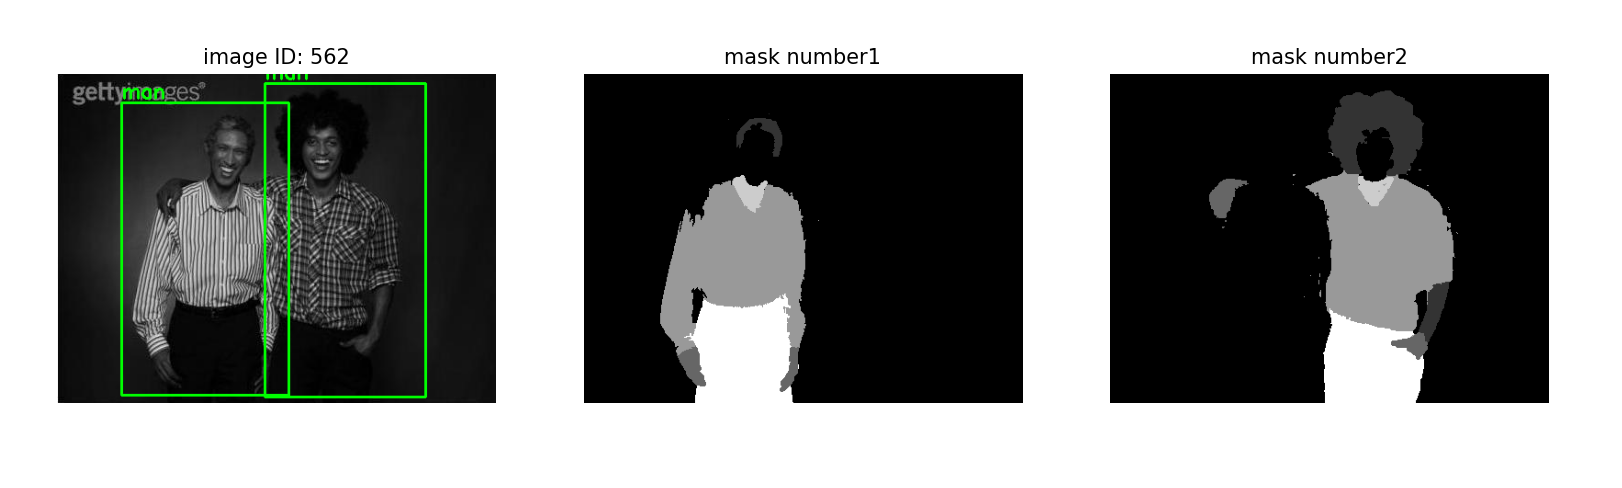 image ID: 562
mask number1
mask number2
man
gettyimages®
man